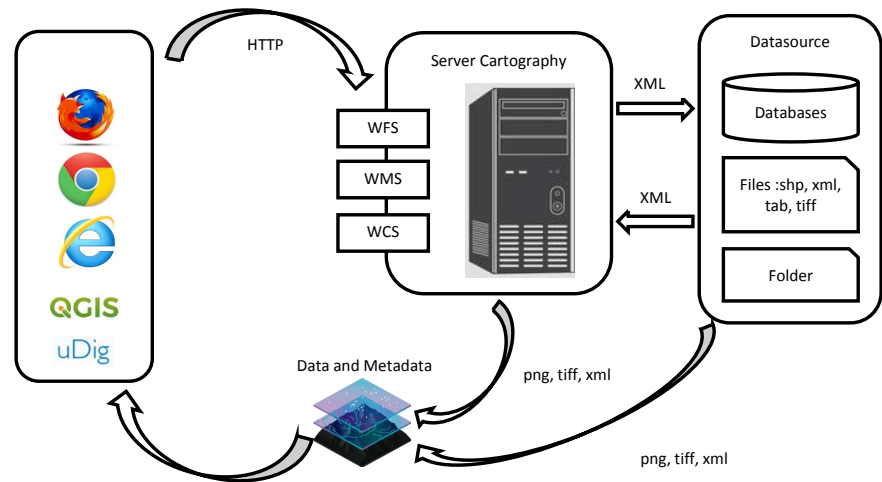 HTTP
Server Cartography
WFS
WMS
WCS
XML
XML
Datasource
Databases
Files :shp, xml,
tab, tiff
Folder
QGIS
uDig
Data and Metadata
png, tiff, xml
png, tiff, xml